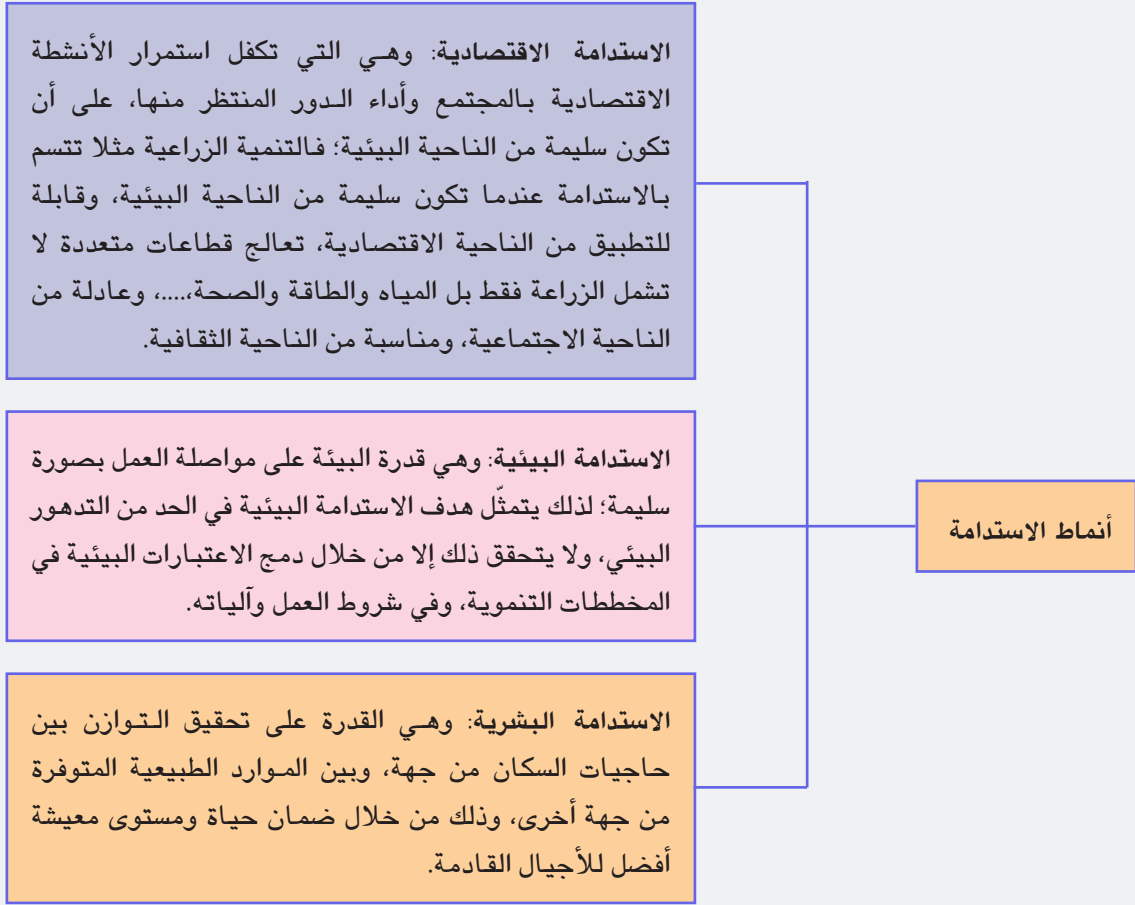 أنماط الاستدامة
الاستدامة الاقتصادية: وهي التي تكفل استمرار الأنشطة
الاقتصادية بالمجتمع وأداء الدور المنتظر منها، على أن
تكون سليمة من الناحية البيئية؛ فالتنمية الزراعية مثلا تتسم
بالاستدامة عندما تكون سليمة من الناحية البيئية، وقابلة
للتطبيق من الناحية الاقتصادية، تعالج قطاعات متعددة لا
تشمل الزراعة فقط بل المياه والطاقة والصحة،....، وعادلة من
الناحية الاجتماعية، ومناسبة من الناحية الثقافية.
الاستدامة البيئية: وهي قدرة البيئة على مواصلة العمل بصورة
سليمة؛ لذلك يتمثّل هدف الاستدامة البيئية في الحد من التدهور
البيئي، ولا يتحقق ذلك إلا من خلال دمج الاعتبارات البيئية في
المخططات التنموية، وفي شروط العمل وآلياته.
الاستدامة البشرية: وهي القدرة على تحقيق التوازن بين
حاجيات السكان من جهة، وبين الموارد الطبيعية المتوفرة
من جهة أخرى، وذلك من خلال ضمان حياة ومستوى معيشة
أفضل للأجيال القادمة.